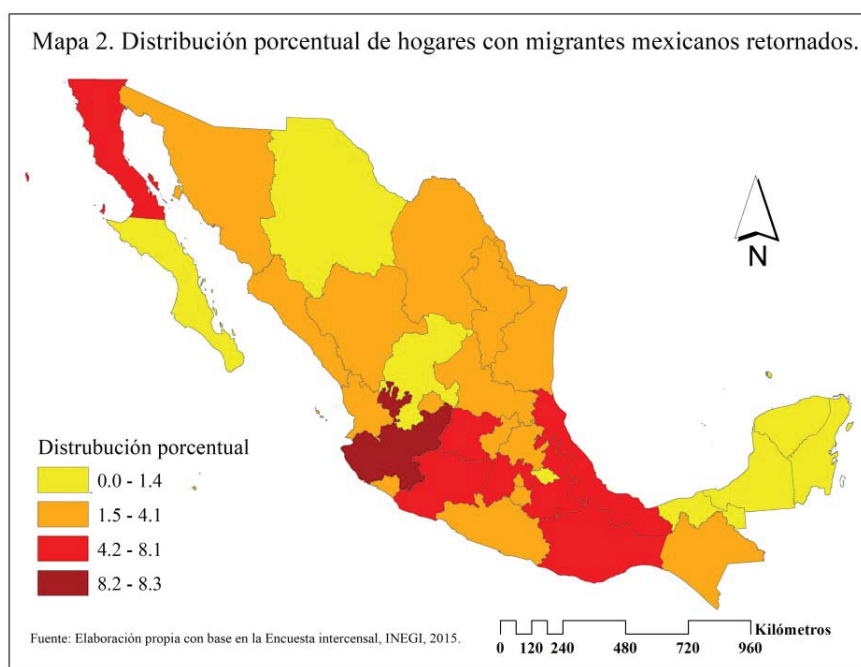 Mapa 2. Distribución porcentual de hogares con migrantes mexicanos retornados.
N
Distrubución porcentual
0.0 - 1.4
1.5 - 4.1
4.2 - 8.1
8.2 - 8.3
Fuente: Elaboración propia con base en la Encuesta intercensal, INEGI, 2015.
Kilómetros
0 120 240 480 720 960